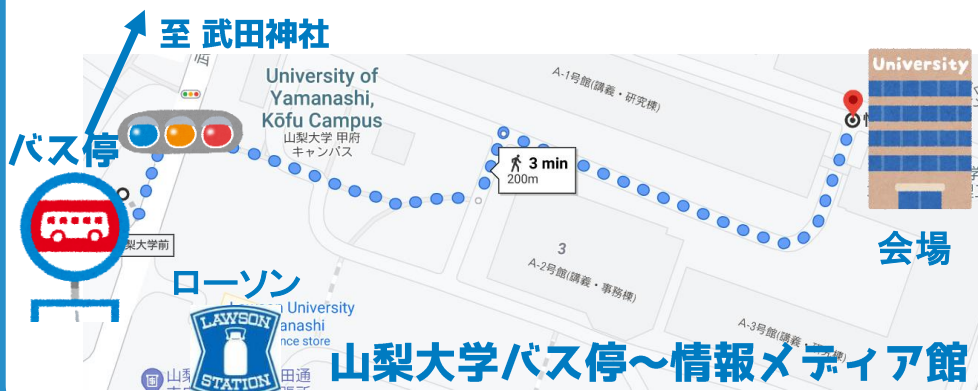 至 武田神社
University of
Yamanashi,
Kōfu Campus
山梨大学 甲府
キャンパス
A-1号館(講義・研究棟)
University
バス停
3 min
200m
梨大学前
3
A-2号館(講義・事務棟)
会場
ローソン
University
anashi
nce store
LAWSON
STATION
A-3号館(講義・研究棟)
山梨大学バス停～情報メディア館